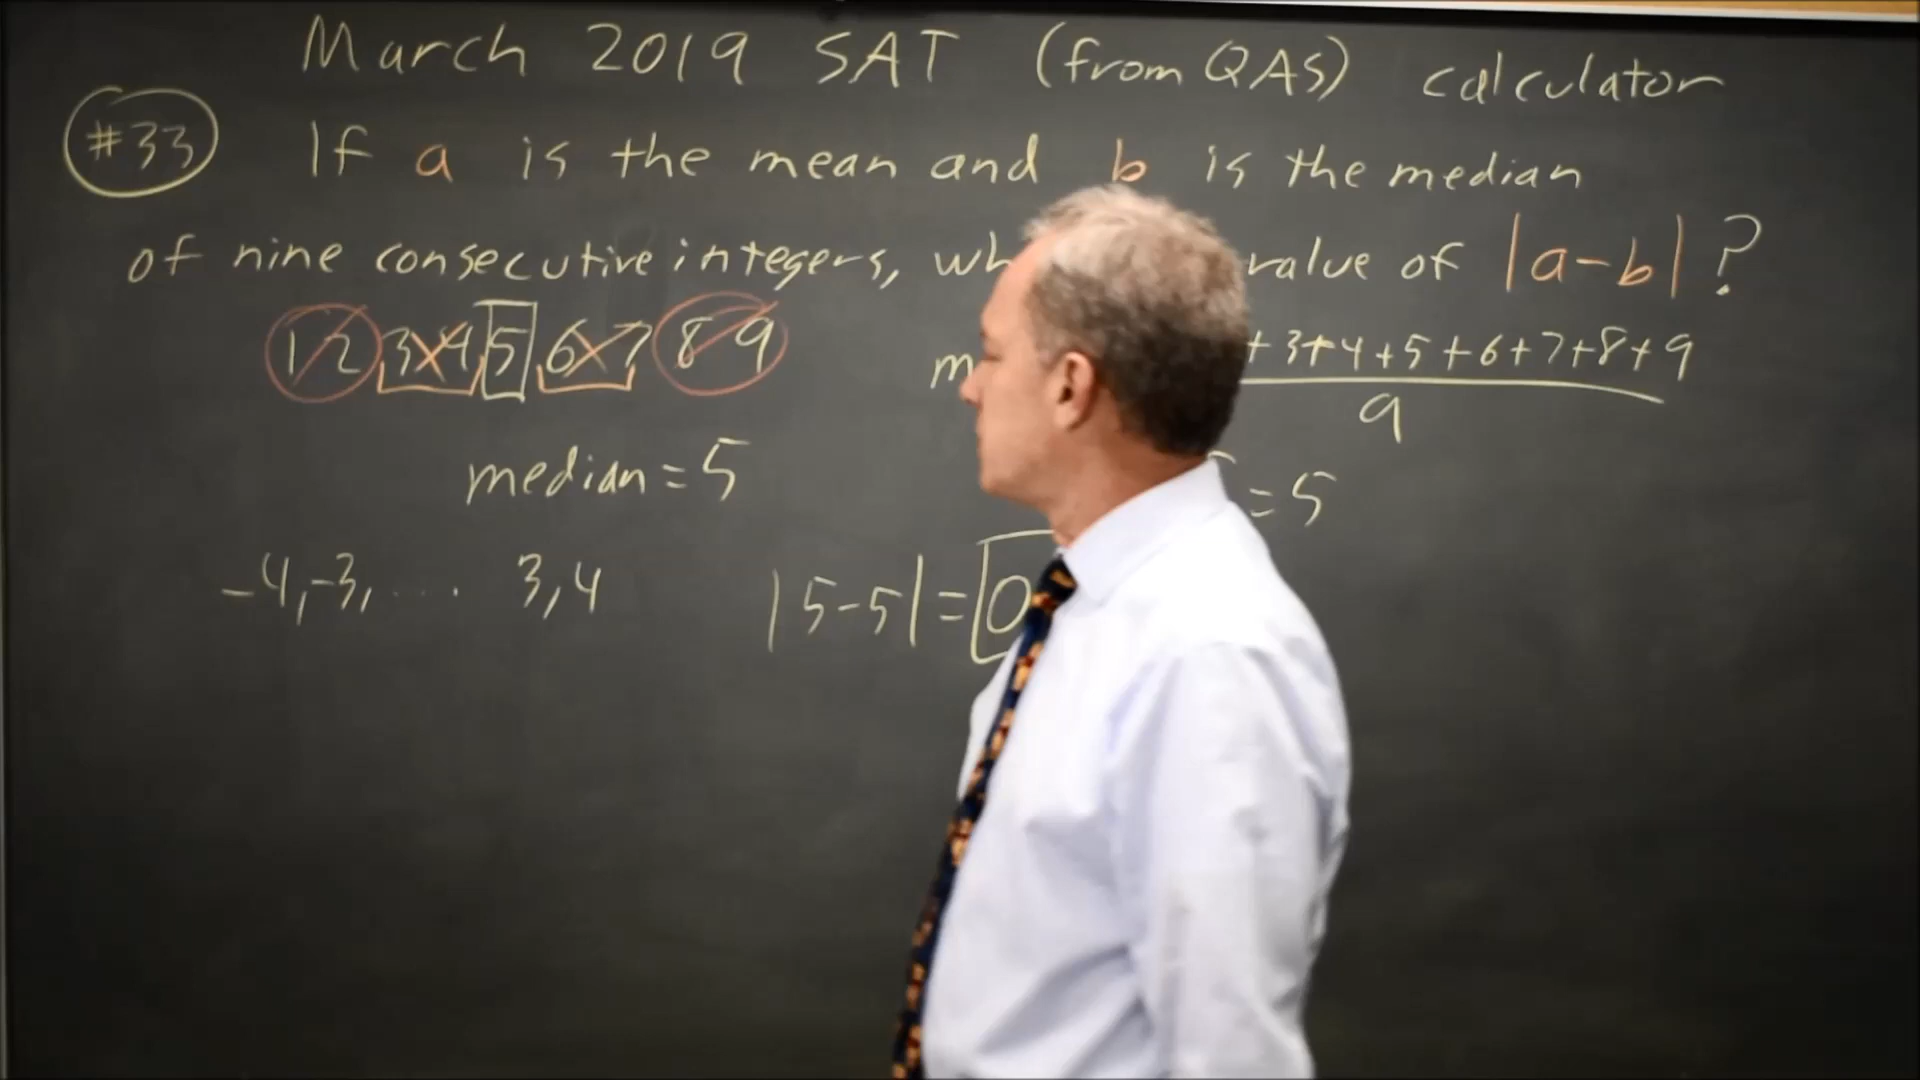 March 2019 SAT (from QAS) calculator
#33 If a is the mean and b is the median
of nine consecutive integers, value of |a-b|?
1 2 3 4 5 6 7 8 9
+3+4+5+6+7+8+9
9
median = 5
= 5
-4, -3, .... 3, 4
|5-5| = 0